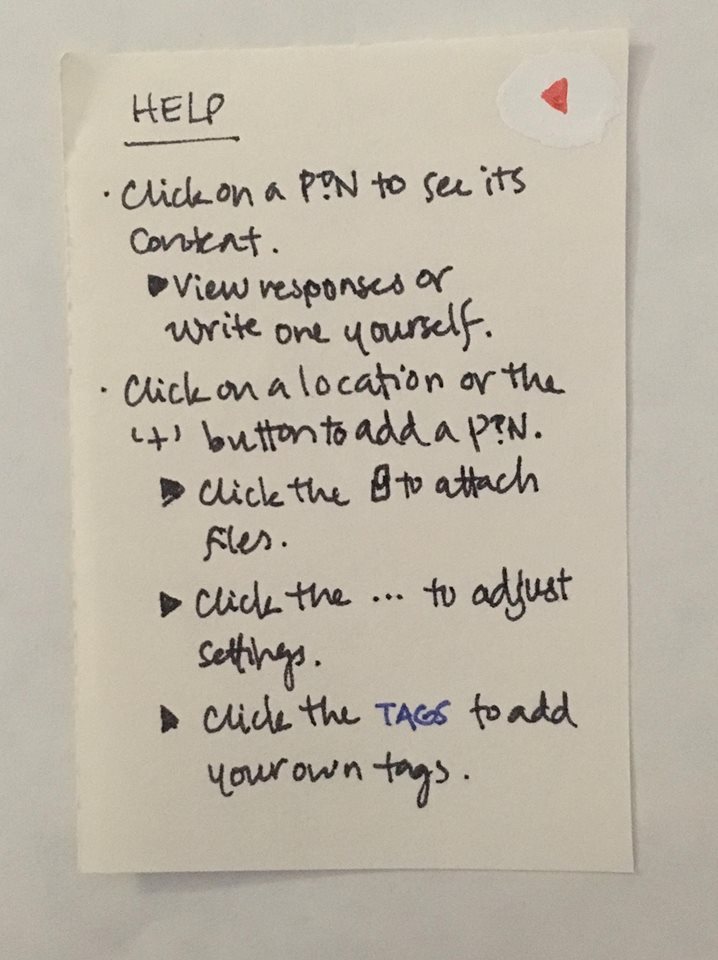 HELP
· Click on a P?N to see its
content.
▶ View responses or
write one yourself.
· Click on a location or the
'+' button to add a P?N.
▶ Click the to attach
files.
▶ Click the ... to adjust
settings.
▶ Click the TAGS to add
your own tags.